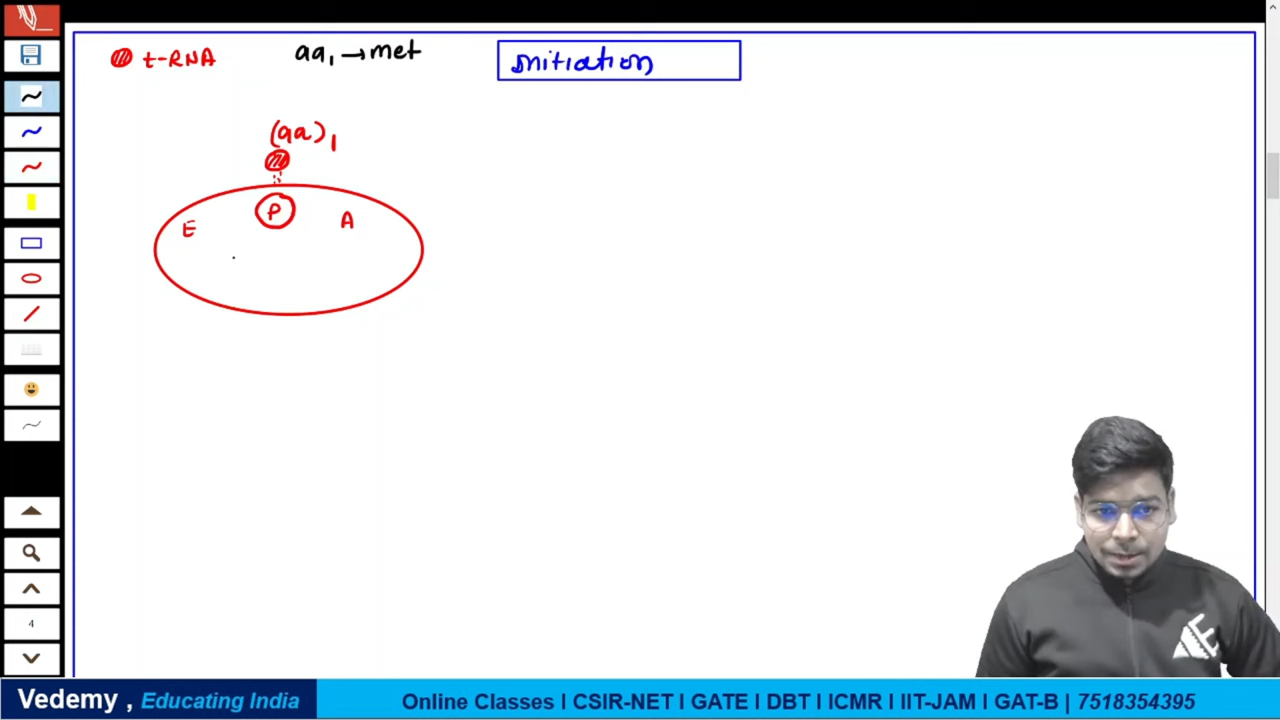 t-RNA
aa₁ → met
Initiation
(aa)₁
P
E
A
4
Vedemy , Educating India
Online Classes I CSIR-NET I GATE I DBT I ICMR I IIT-JAM I GAT-B | 7518354395